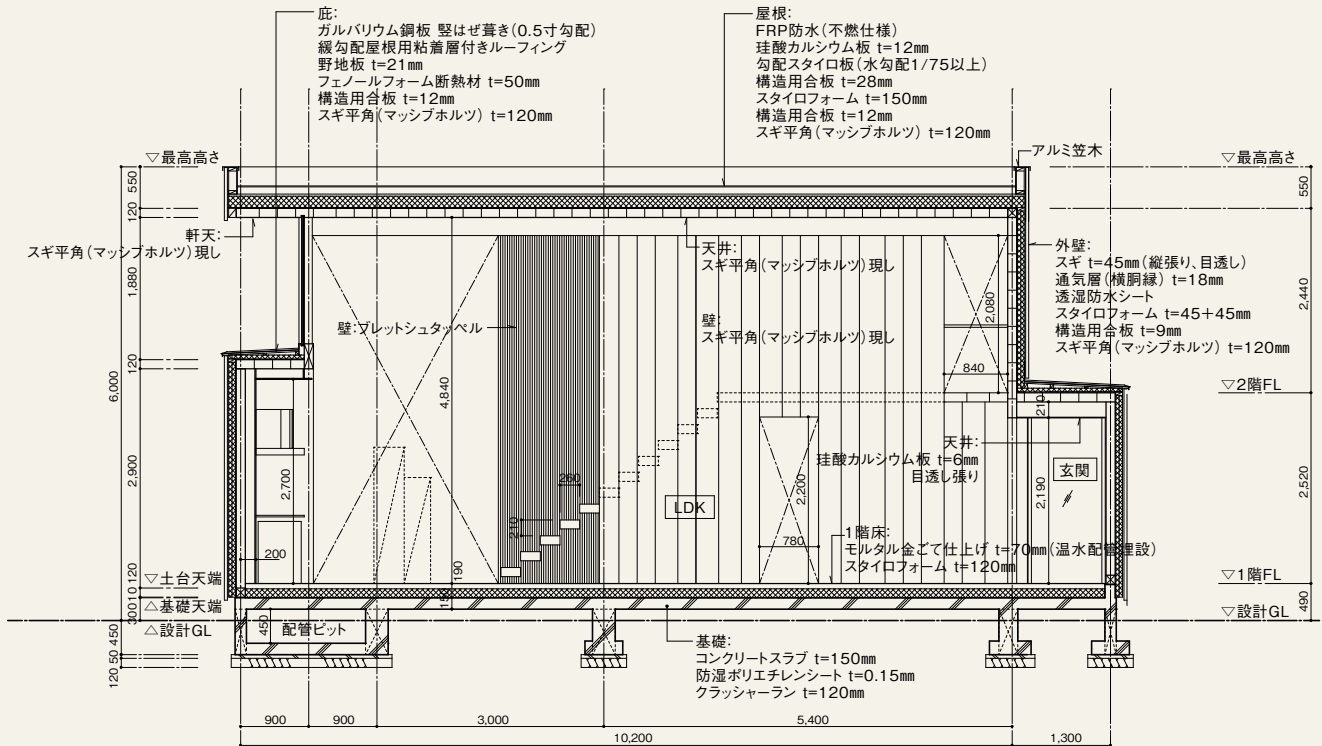 庇:
ガルバリウム鋼板 竪はぜ葺き(0.5寸勾配)
緩勾配屋根用粘着層付きルーフィング
野地板 t=21mm
フェノールフォーム断熱材 t=50mm
構造用合板 t=12mm
スギ平角(マッシブホルツ) t=120mm
屋根:
FRP防水(不燃仕様)
珪酸カルシウム板 t=12mm
勾配スタイロ板(水勾配1/75以上)
構造用合板 t=28mm
スタイロフォーム t=150mm
構造用合板 t=12mm
スギ平角(マッシブホルツ) t=120mm
アルミ笠木
▽最高高さ
▽最高高さ
550
120
1,880
120
2,900
120
10
300
450
50
120
6,000
軒天:
スギ平角(マッシブホルツ)現し
壁:ブレットシュタッペル
天井:
スギ平角(マッシブホルツ)現し
壁:
スギ平角(マッシブホルツ)現し
外壁:
スギ t=45mm(縦張り、目透し)
通気層(横胴縁) t=18mm
透湿防水シート
スタイロフォーム t=45+45mm
構造用合板 t=9mm
スギ平角(マッシブホルツ) t=120mm
550
2,440
2,520
490
2,080
840
4,840
▽2階FL
210
天井:
珪酸カルシウム板 t=6mm
目透し張り
玄関
2,190
2,700
260
210
LDK
2,200
780
200
190
150
1階床:
モルタル金ごて仕上げ t=70mm(温水配管埋設)
スタイロフォーム t=120mm
▽土台天端
△基礎天端
△設計GL
▽1階FL
▽設計GL
450
配管ピット
基礎:
コンクリートスラブ t=150mm
防湿ポリエチレンシート t=0.15mm
クラッシャーラン t=120mm
900
900
3,000
5,400
10,200
1,300